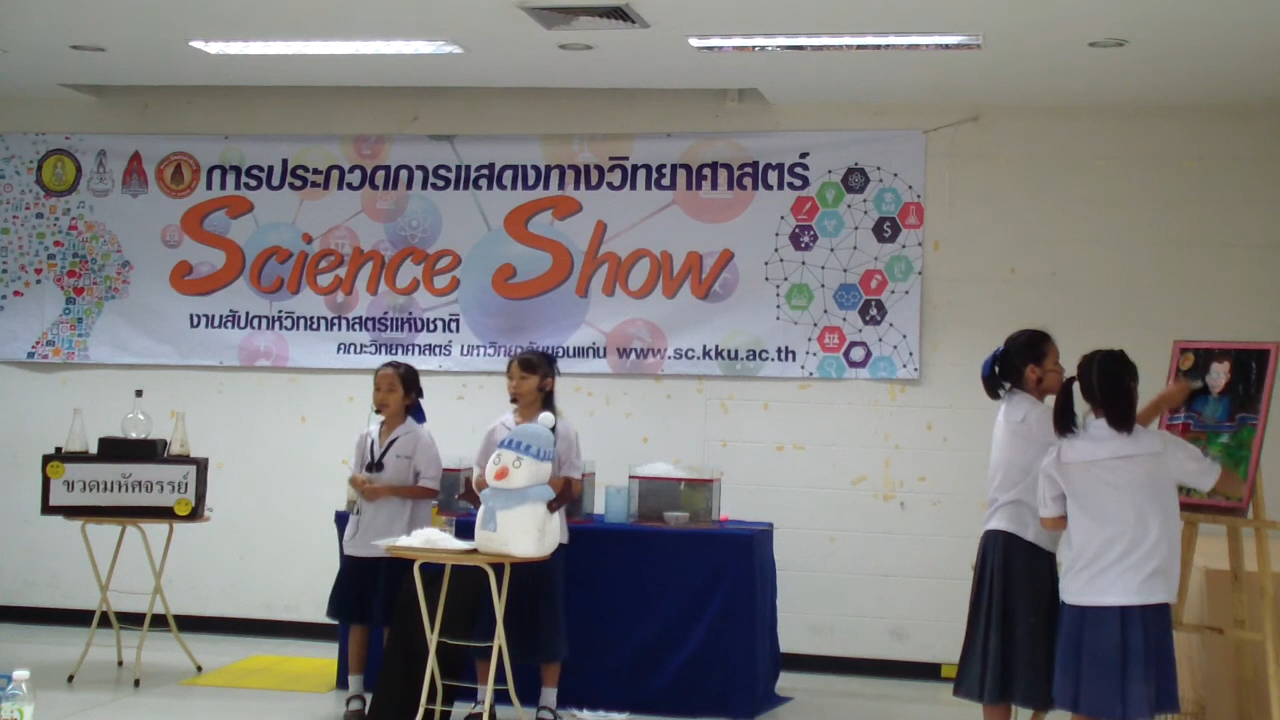 การประกวดการแสดงทางวิทยาศาสตร์
Science Show
งานสัปดาห์วิทยาศาสตร์แห่งชาติ
คณะวิทยาศาสตร์ มหาวิทยาลัยขอนแก่น www.sc.kku.ac.th
ขวดมหัศจรรย์